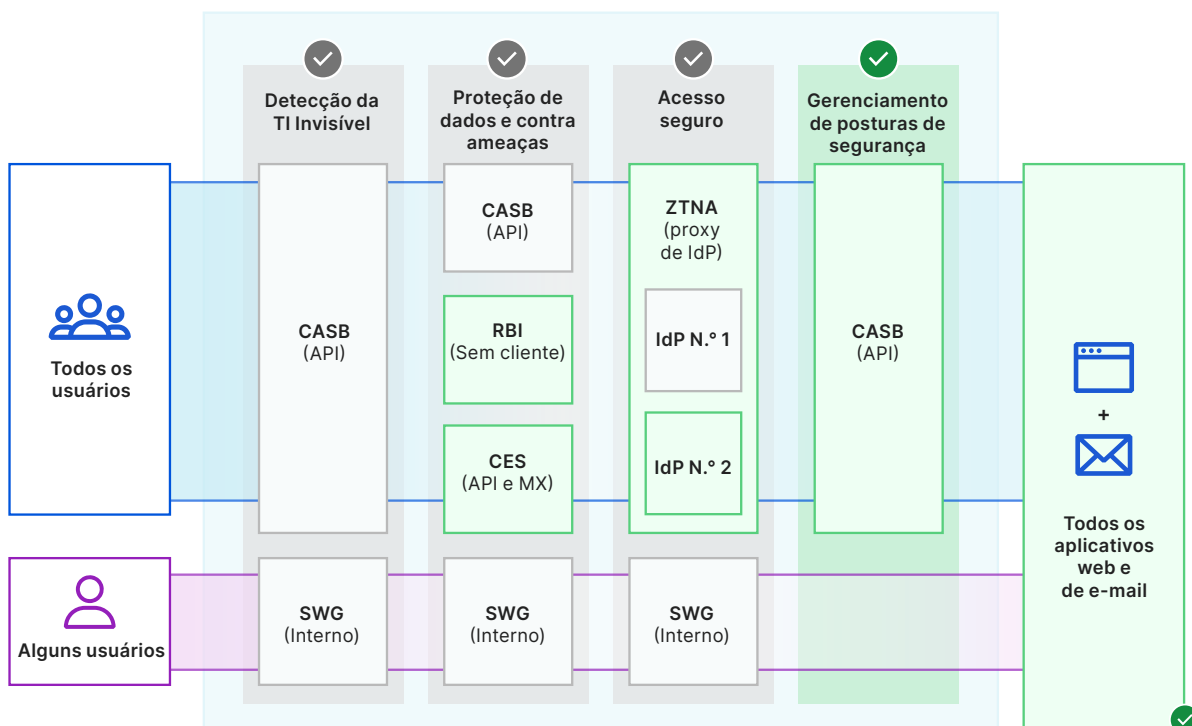 Detecção da
TI Invisível
Proteção de
dados e contra
ameaças
Acesso
seguro
Gerenciamento
de posturas de
segurança
Todos os
usuários
CASB
(API)
CASB
(API)
RBI
(Sem cliente)
CES
(API e MX)
ZTNA
(proxy
de IdP)
IdP N.º 1
IdP N.º 2
CASB
(API)
+
Todos os
aplicativos
web e
de e-mail
Alguns usuários
SWG
(Interno)
SWG
(Interno)
SWG
(Interno)